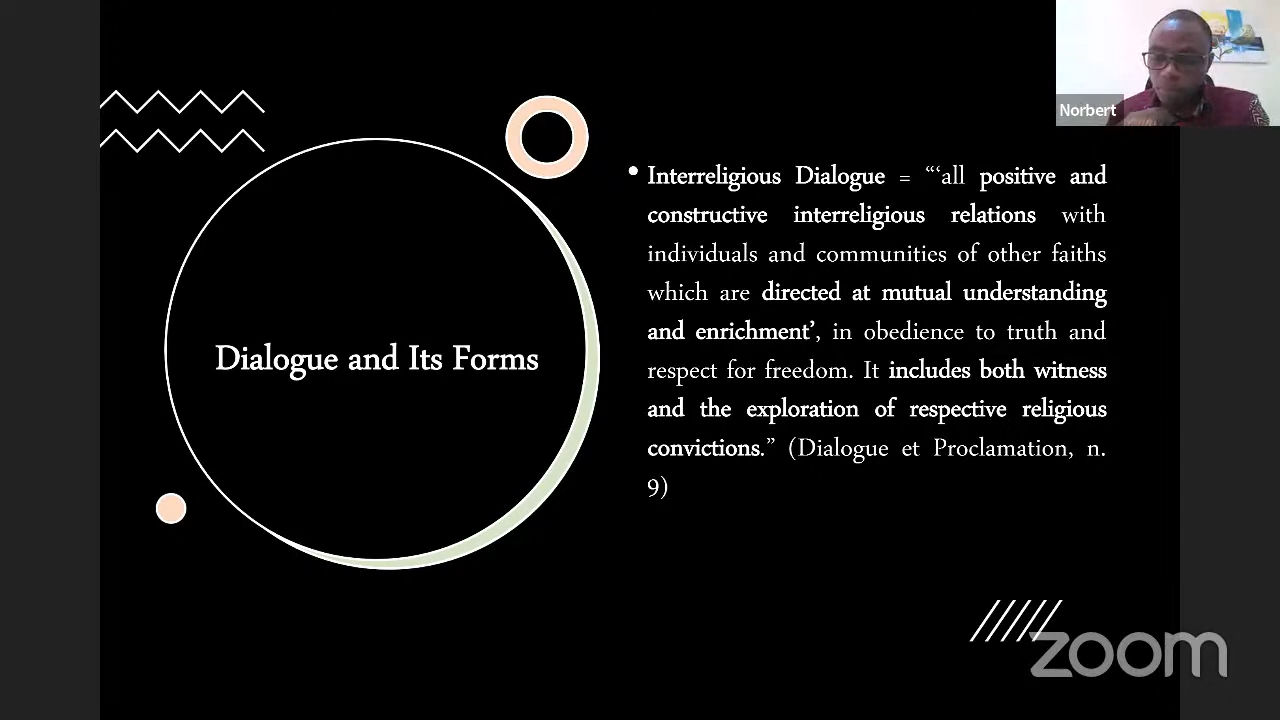 Norbert
Dialogue and Its Forms
• Interreligious Dialogue = “‘all positive and
constructive interreligious relations with
individuals and communities of other faiths
which are directed at mutual understanding
and enrichment’, in obedience to truth and
respect for freedom. It includes both witness
and the exploration of respective religious
convictions.” (Dialogue et Proclamation, n.
9)
zoom